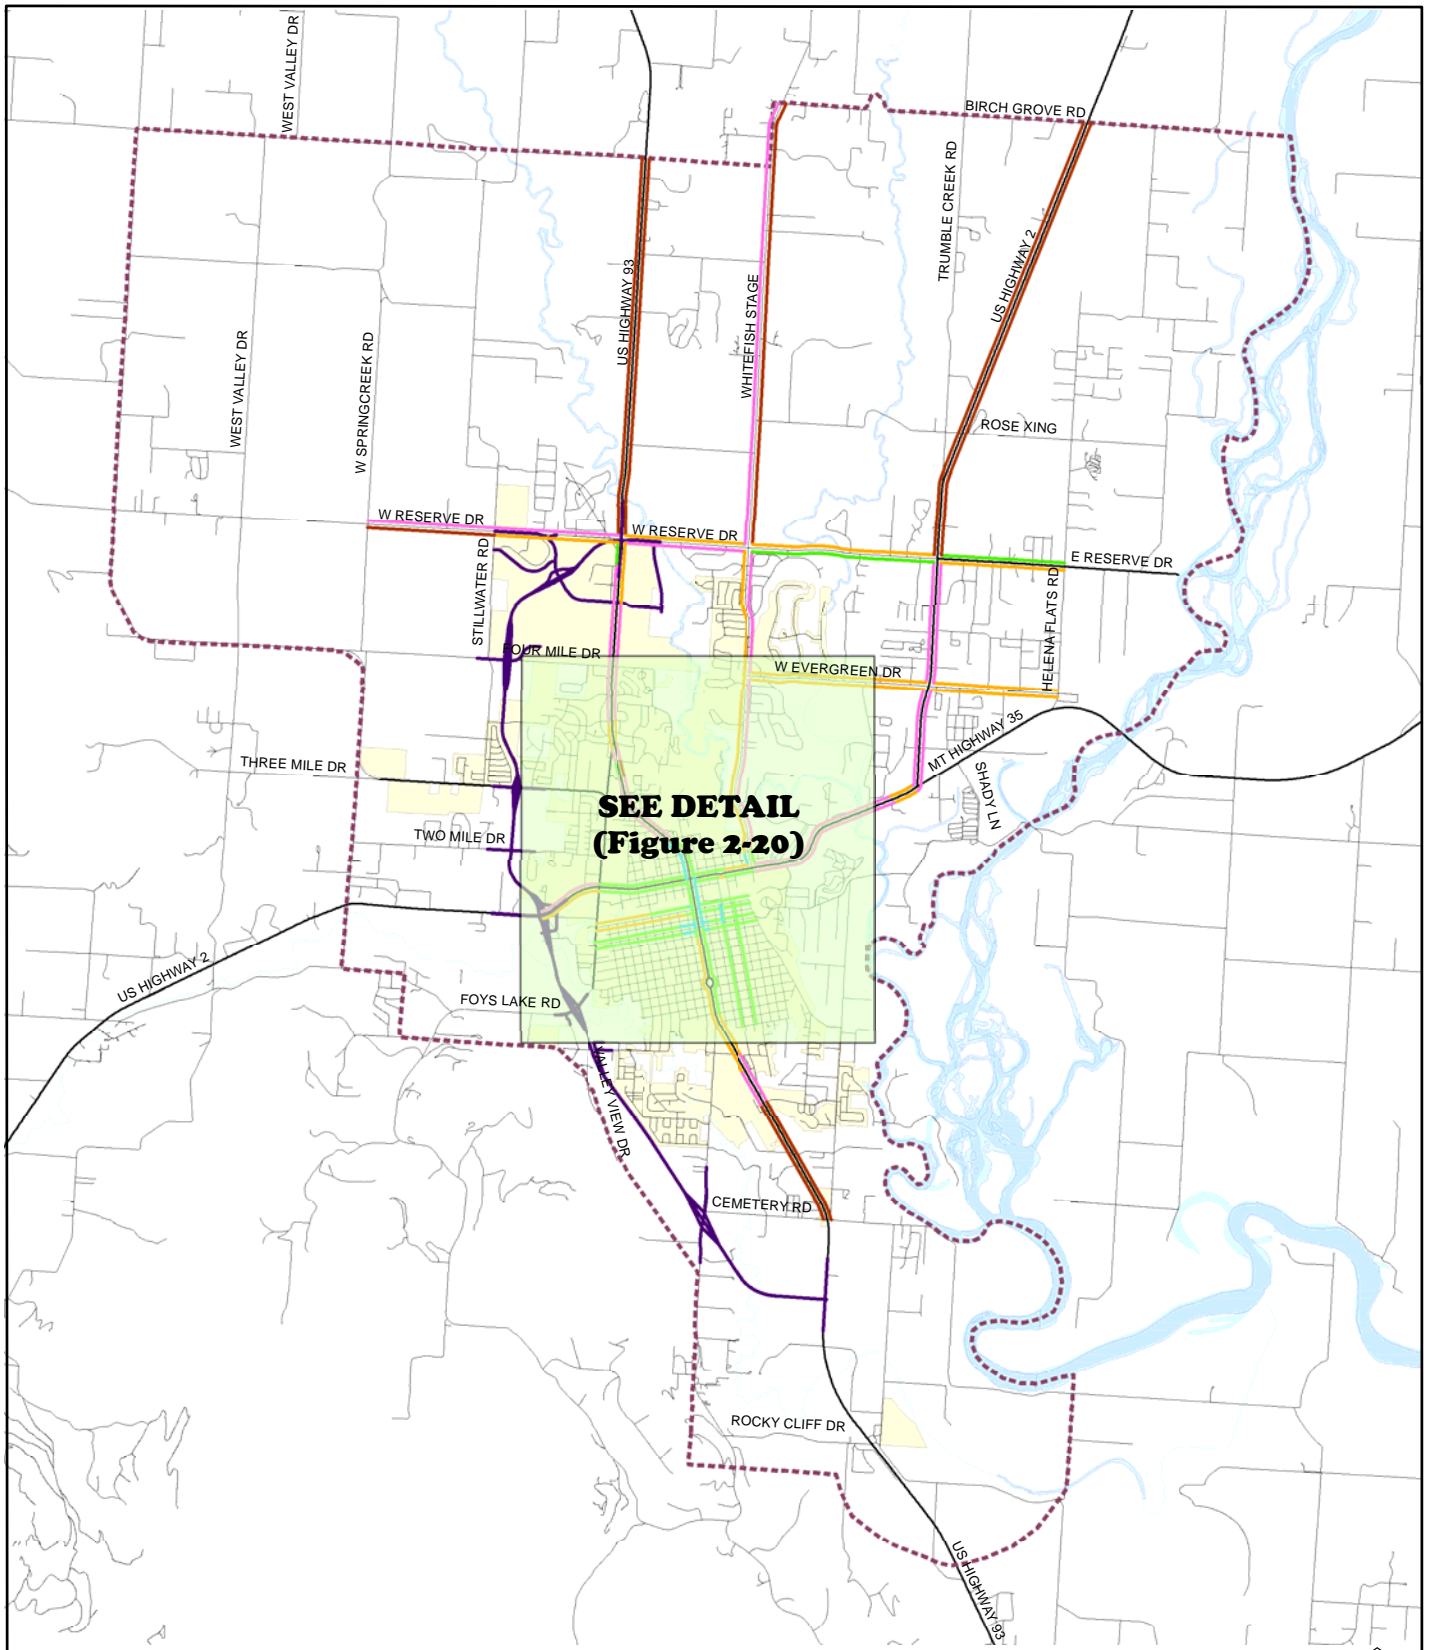 WEST VALLEY DR
BIRCH GROVE RD
TRUMBLE CREEK RD
US HIGHWAY 2
US HIGHWAY 93
WHITEFISH STAGE
WEST VALLEY DR
W SPRINGCREEK RD
ROSE XING
W RESERVE DR
W RESERVE DR
E RESERVE DR
STILLWATER RD
HELENA FLATS RD
FOUR MILE DR
W EVERGREEN DR
MT HIGHWAY 35
THREE MILE DR
SHADY LN
SEE DETAIL
(Figure 2-20)
TWO MILE DR
US HIGHWAY 2
FOYS LAKE RD
VALLEY VIEW DR
CEMETERY RD
ROCKY CLIFF DR
US HIGHWAY 93